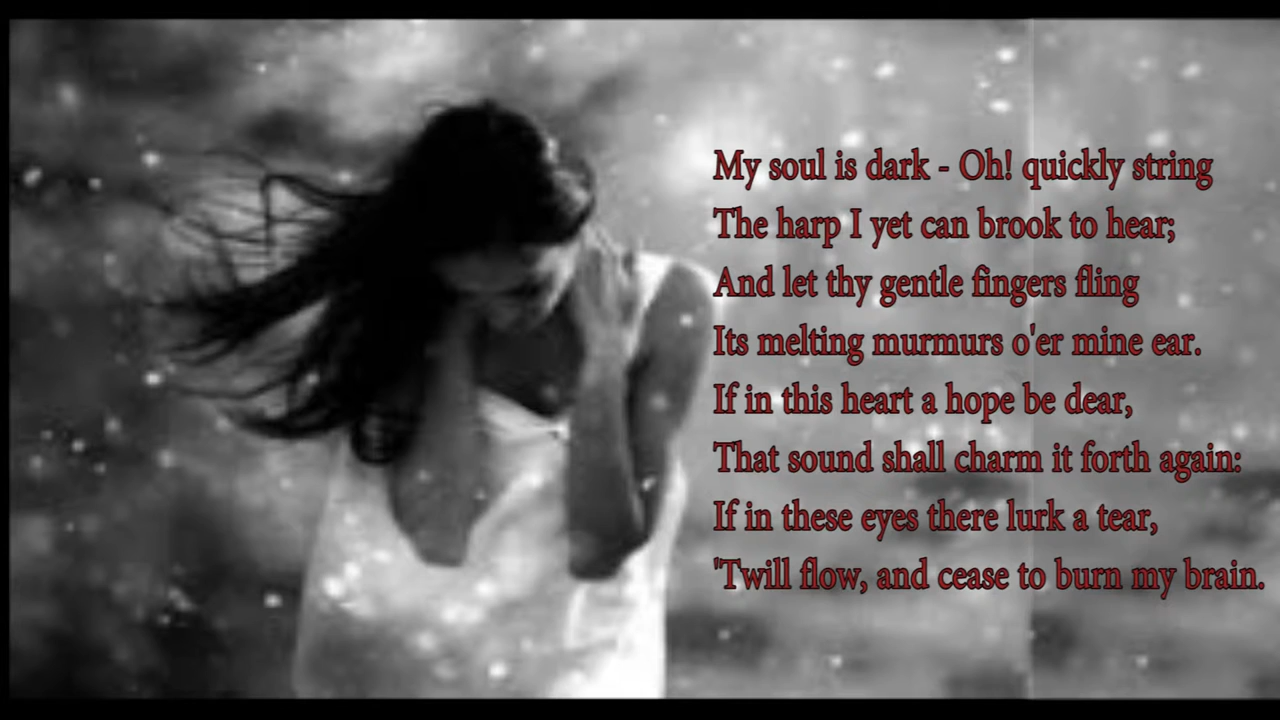 My soul is dark - Oh! quickly string
The harp I yet can brook to hear;
And let thy gentle fingers fling
Its melting murmurs o'er mine ear.
If in this heart a hope be dear,
That sound shall charm it forth again:
If in these eyes there lurk a tear,
'Twill flow, and cease to burn my brain.